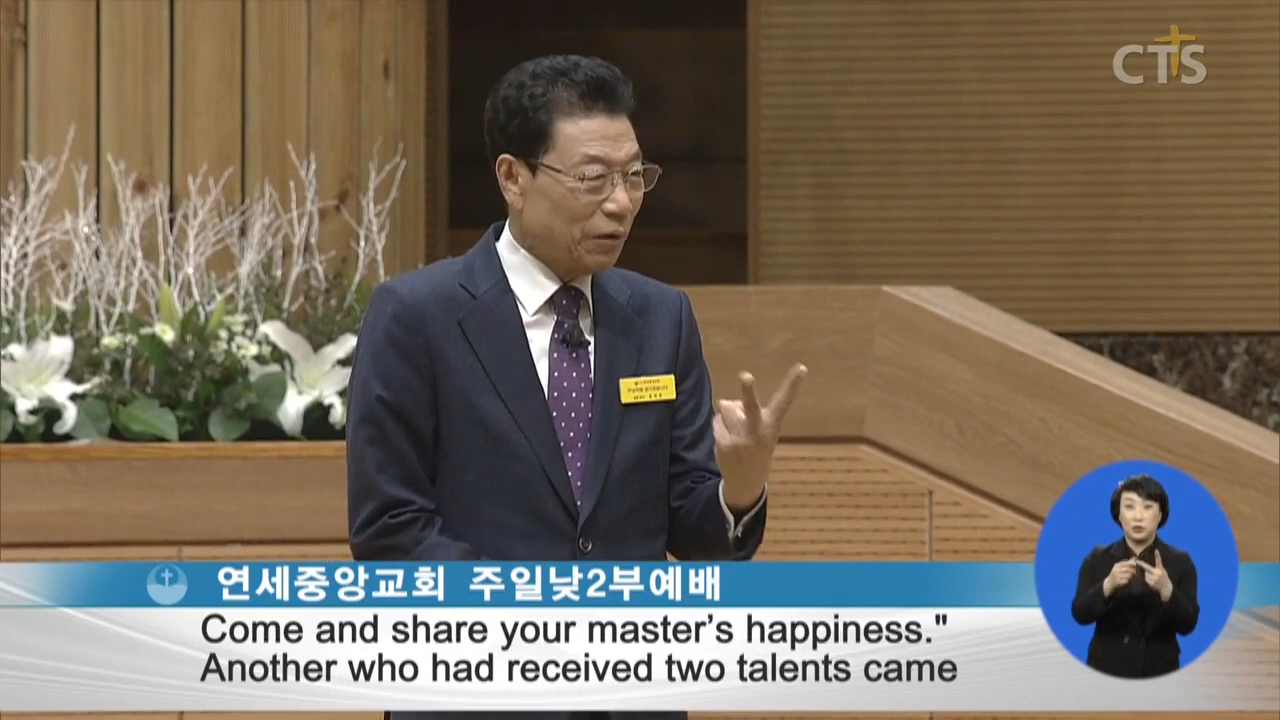 CTS
연세중앙교회 주일낮2부예배
Come and share your master’s happiness."
Another who had received two talents came